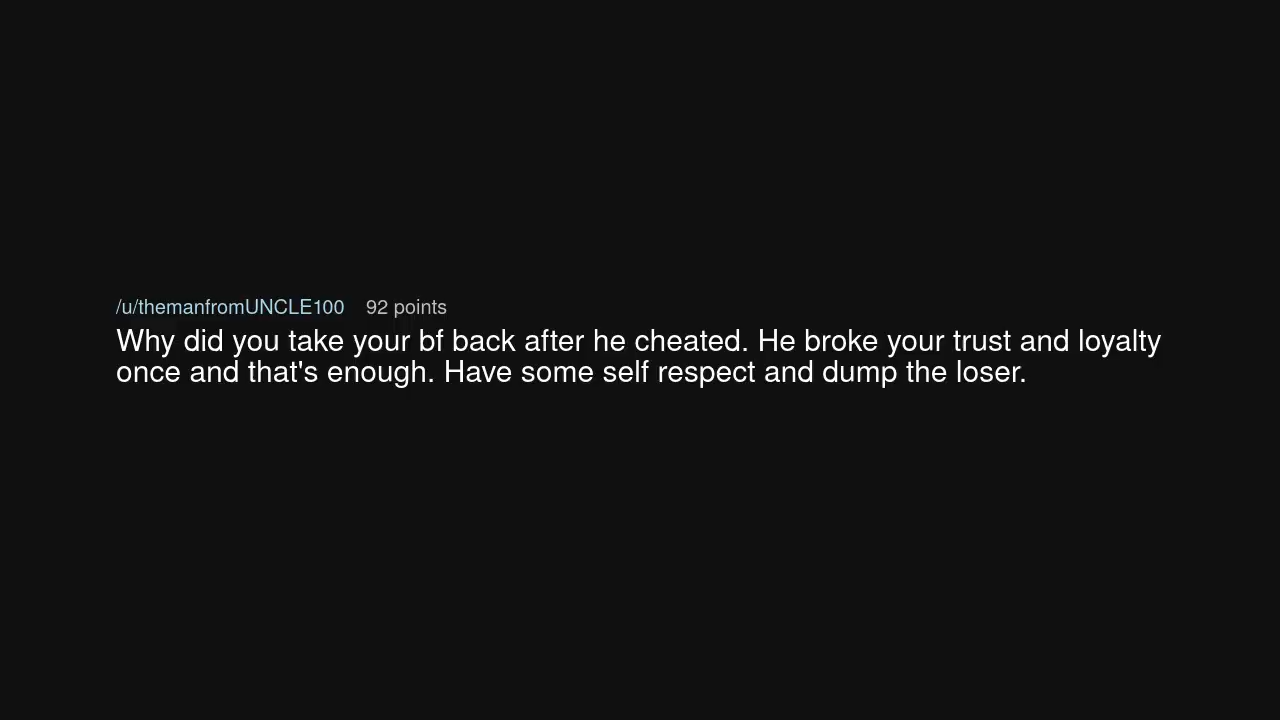 /u/themanfromUNCLE100 92 points
Why did you take your bf back after he cheated. He broke your trust and loyalty
once and that's enough. Have some self respect and dump the loser.